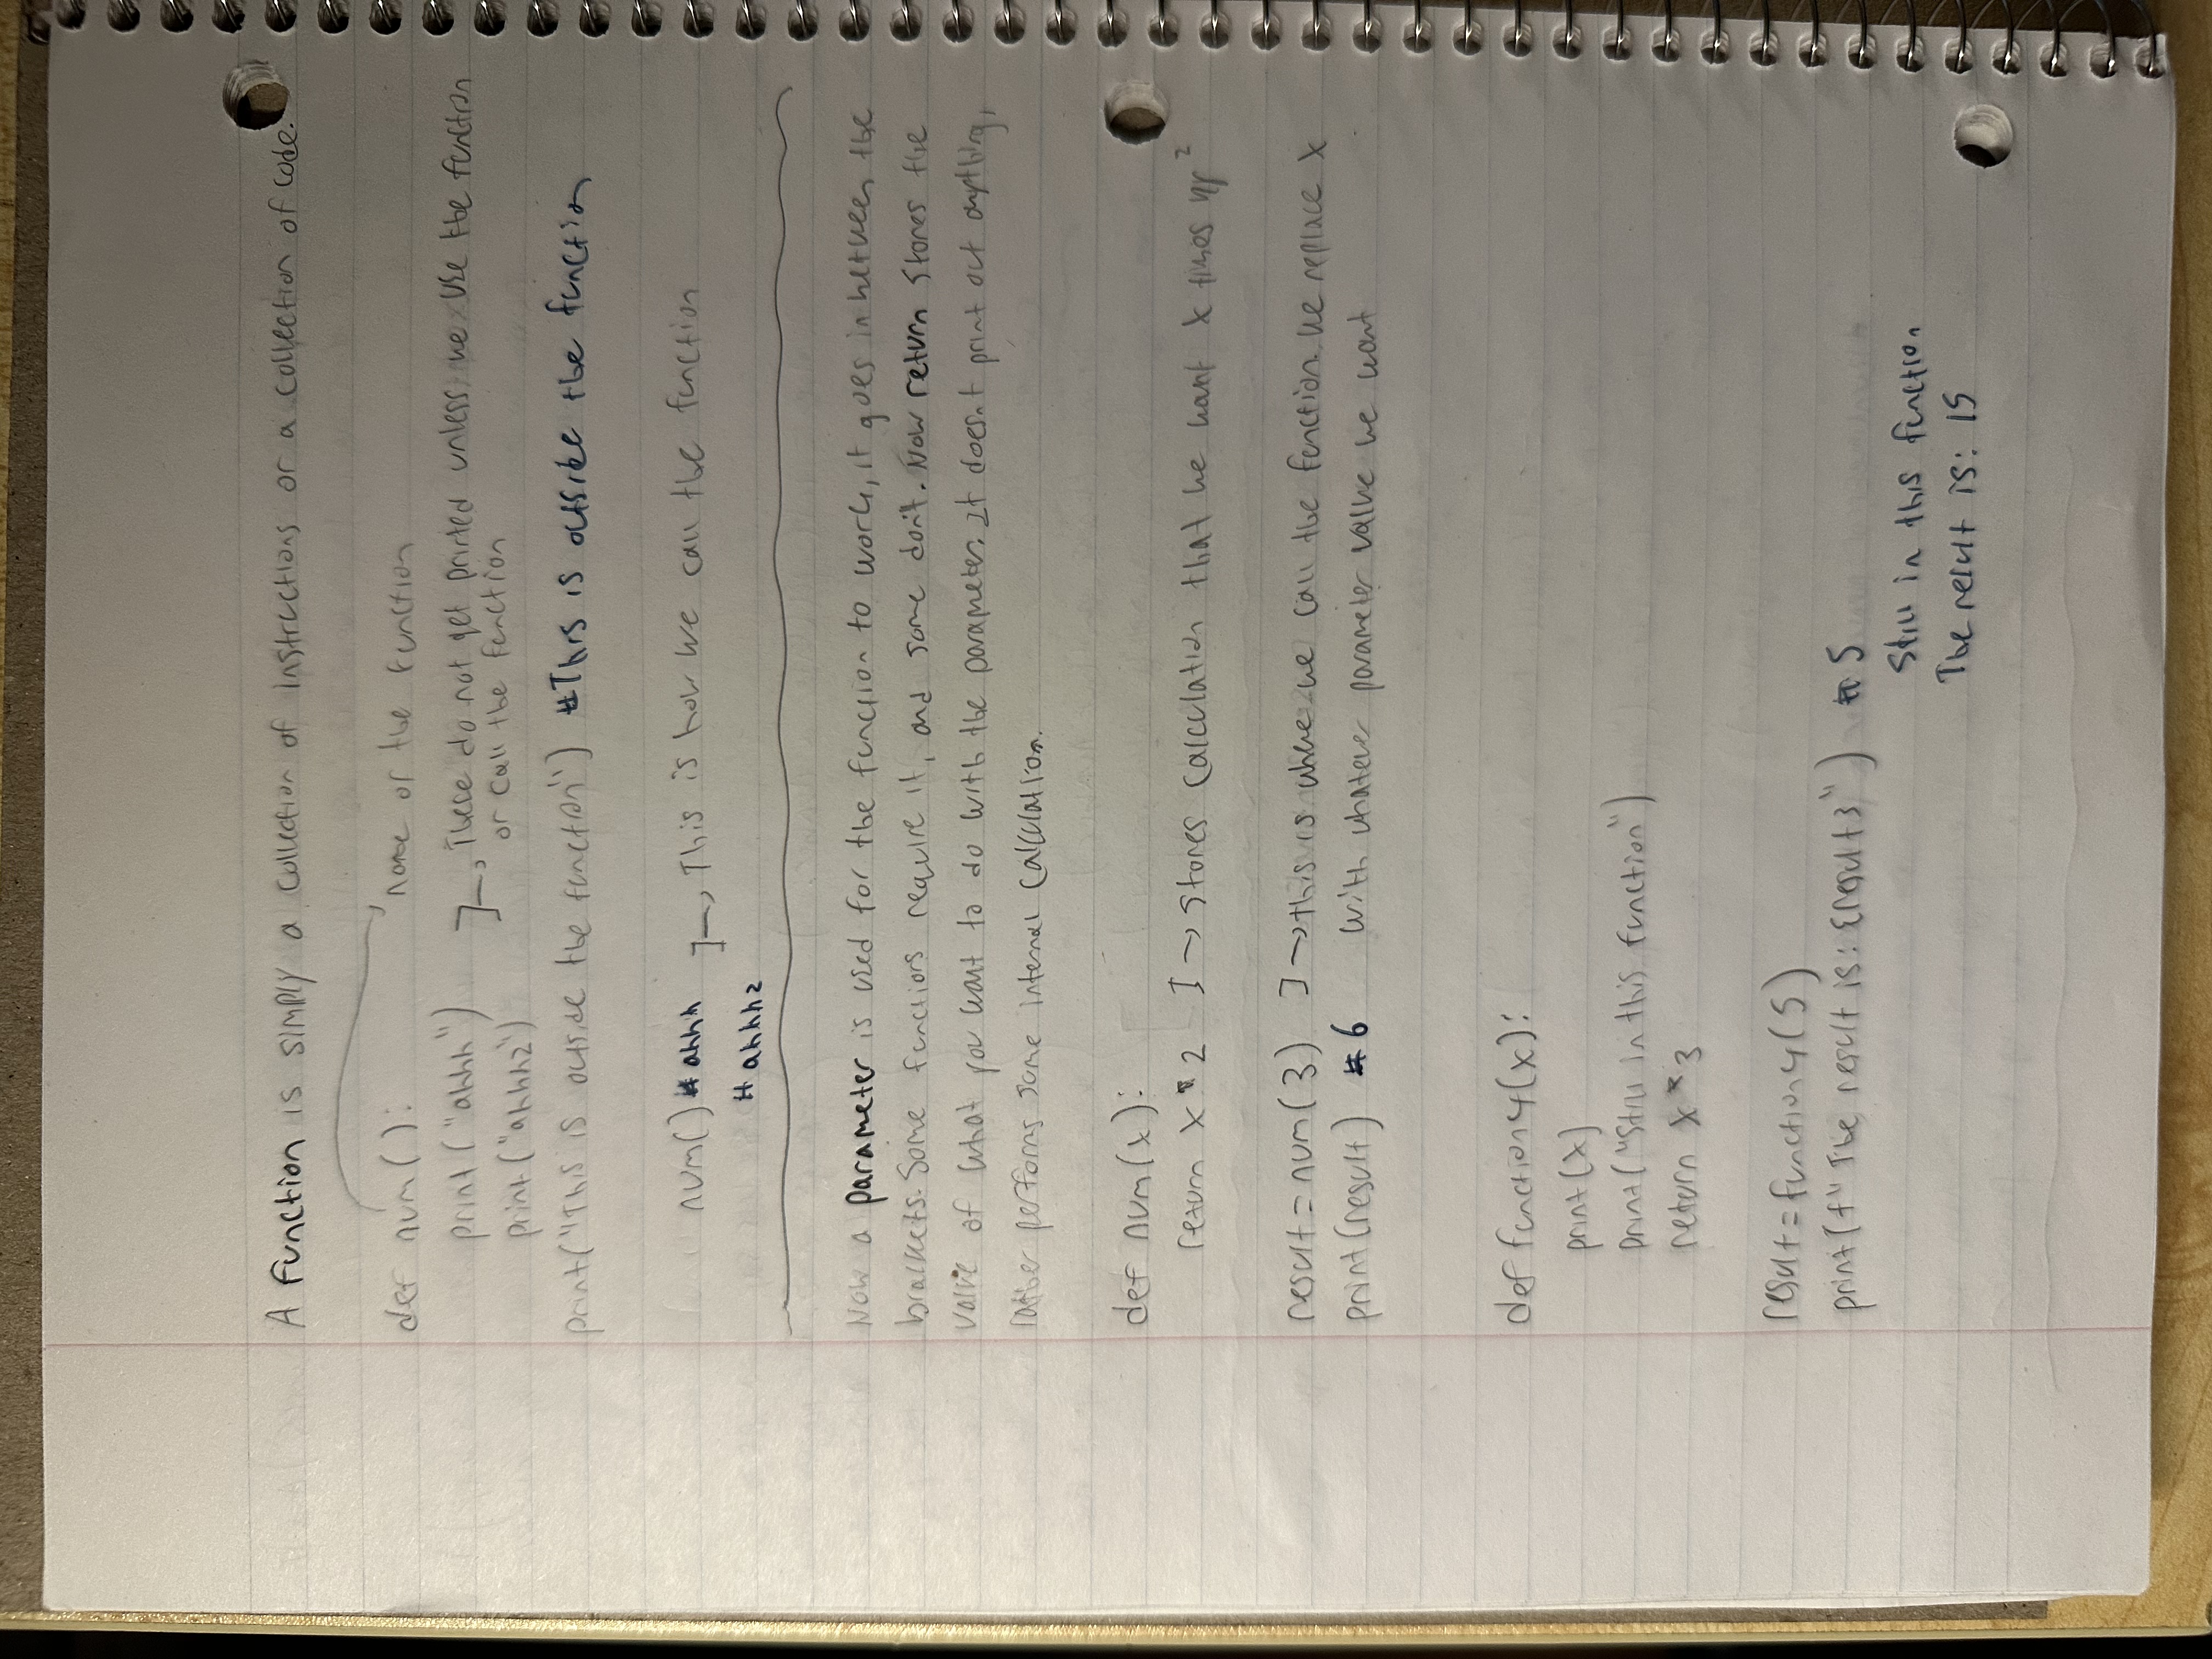 A function is simply a collection of instructions or a collection of code.
def num():
name of the function
print("ahhh")
These do not get printed unless we use the function
or call the function
print("ahhh2")
print("This is outside the function") #This is outside the function
num() #ahhh
This is how we call the function
#ahhh2
Now a parameter is used for the function to work, it goes in between the
brackets. Some functions require it, and some don't. Now return stores the
value of what you want to do with the parameter. It doesn't print out anything,
rather performs some internal calculation.
def num(x):
return x * 2 → Stores calculation that we want x times by 2
result=num(3) → this is where we call the function. We replace x
print(result) #6 with whatever parameter value we want
def function4(x):
print(x)
print("Still in this function")
return x * 3
result=function4(5)
print(f"The result is: {result}") #5
Still in this function
The result is: 15